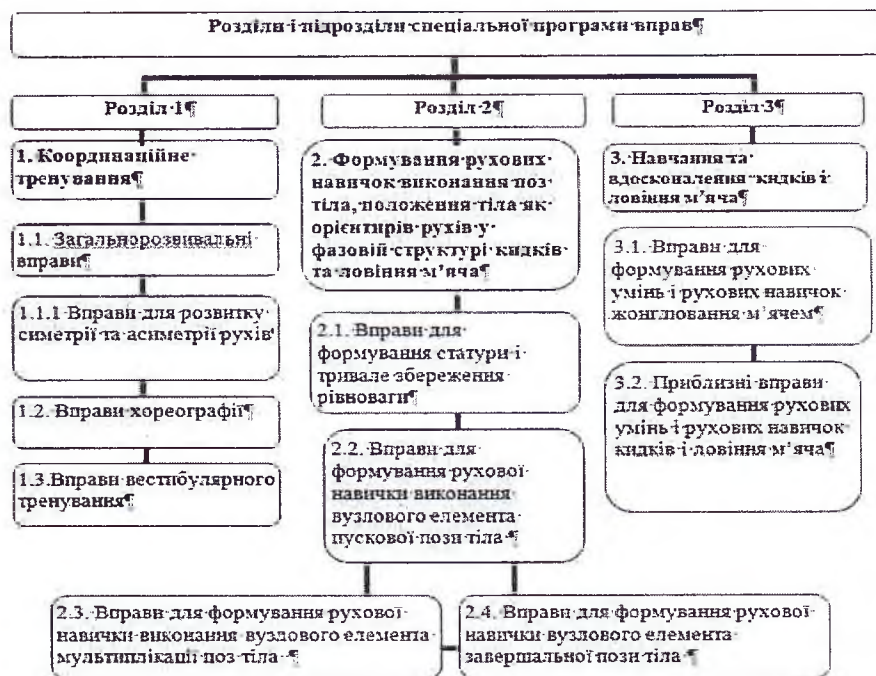 Розділи і підрозділи спеціальної програми вправ¶
Розділ 1¶
1. Координаційне
тренування¶
1.1. Загальнорозвивальні
вправи¶
1.1.1 Вправи для розвитку
симетрії та асиметрії рухів
1.2. Вправи хореографії¶
1.3.Вправи вестібулярного
тренування¶
Розділ 2¶
2. Формування рухових
навичок виконання поз
тіла, положення тіла як
орієнтирів рухів у
фазовій структурі кидків
та ловіння м’яча¶
2.1. Вправи для
формування статури і
тривале збереження
рівноваги¶
2.2. Вправи для
формування рухової
навички виконання
вузлового елемента
пускової пози тіла ¶
2.3. Вправи для формування рухової
навички виконання вузлового елемента
мультиплікації поз тіла ¶
2.4. Вправи для формування рухової
навички вузлового елемента
завершальної пози тіла ¶
Розділ 3¶
3. Навчання та
вдосконалення кидків і
ловіння м’яча¶
3.1. Вправи для
формування рухових
умінь і рухових навичок
жонглювання м’ячем¶
3.2. Приблизні вправи
для формування рухових
умінь і рухових навичок
кидків і ловіння м’яча¶